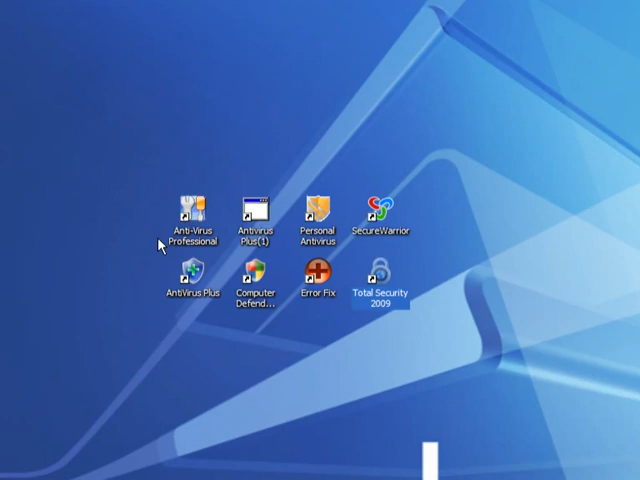 Anti-Virus
Professional
Antivirus
Plus(1)
Personal
Antivirus
SecureWarrior
AntiVirus Plus
Computer
Defend...
Error Fix
Total Security
2009